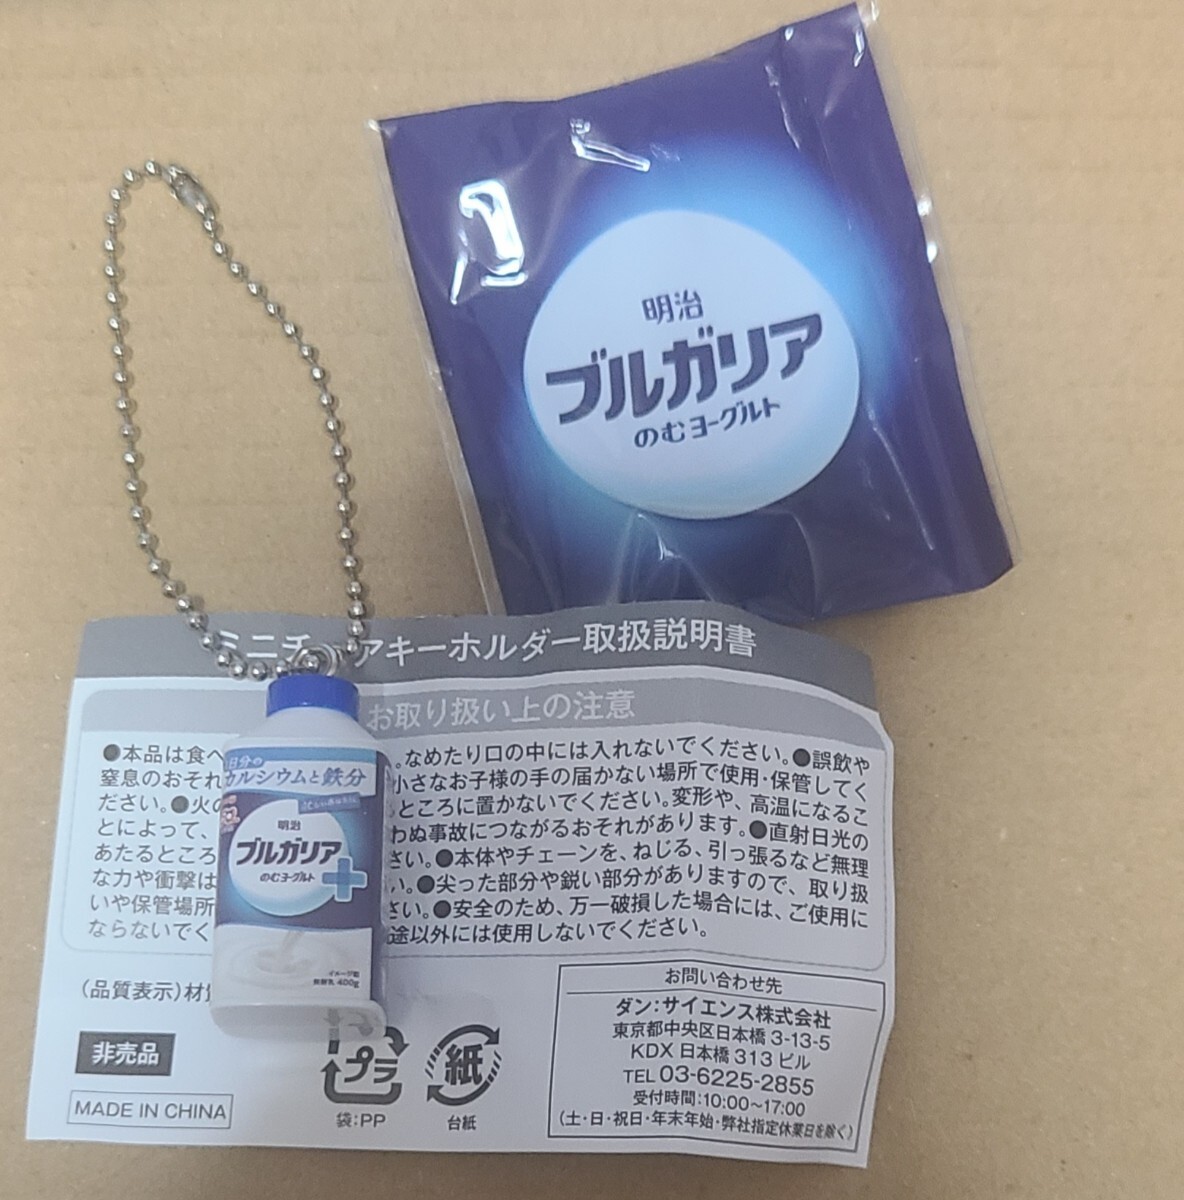 明治
ブルガリア
のむヨーグルト
ミニチ アキーホルダー取扱説明書
お取り扱い上の注意
●本品は食べ 。なめたり口の中には入れないでください。●誤飲や
窒息のおそれ 小さなお子様の手の届かない場所で使用・保管してく
ださい。●火の ところに置かないでください。変形や、高温になるこ
とによって、 わぬ事故につながるおそれがあります。●直射日光の
あたるところ さい。●本体やチェーンを、ねじる、引っ張るなど無理
な力や衝撃は い。●尖った部分や鋭い部分がありますので、取り扱
いや保管場所 さい。●安全のため、万一破損した場合には、ご使用に
ならないでく 途以外には使用しないでください。
日分の
カルシウムと鉄分
明治
ブルガリア
のむヨーグルト
イメージ図
無脂乳 400g
(品質表示)材質
非売品
MADE IN CHINA
プラ
袋:PP
紙
台紙
お問い合わせ先
ダン:サイエンス株式会社
東京都中央区日本橋 3-13-5
KDX 日本橋 313 ビル
TEL 03-6225-2855
受付時間:10:00～17:00
(土・日・祝日・年末年始・弊社指定休業日を除く)